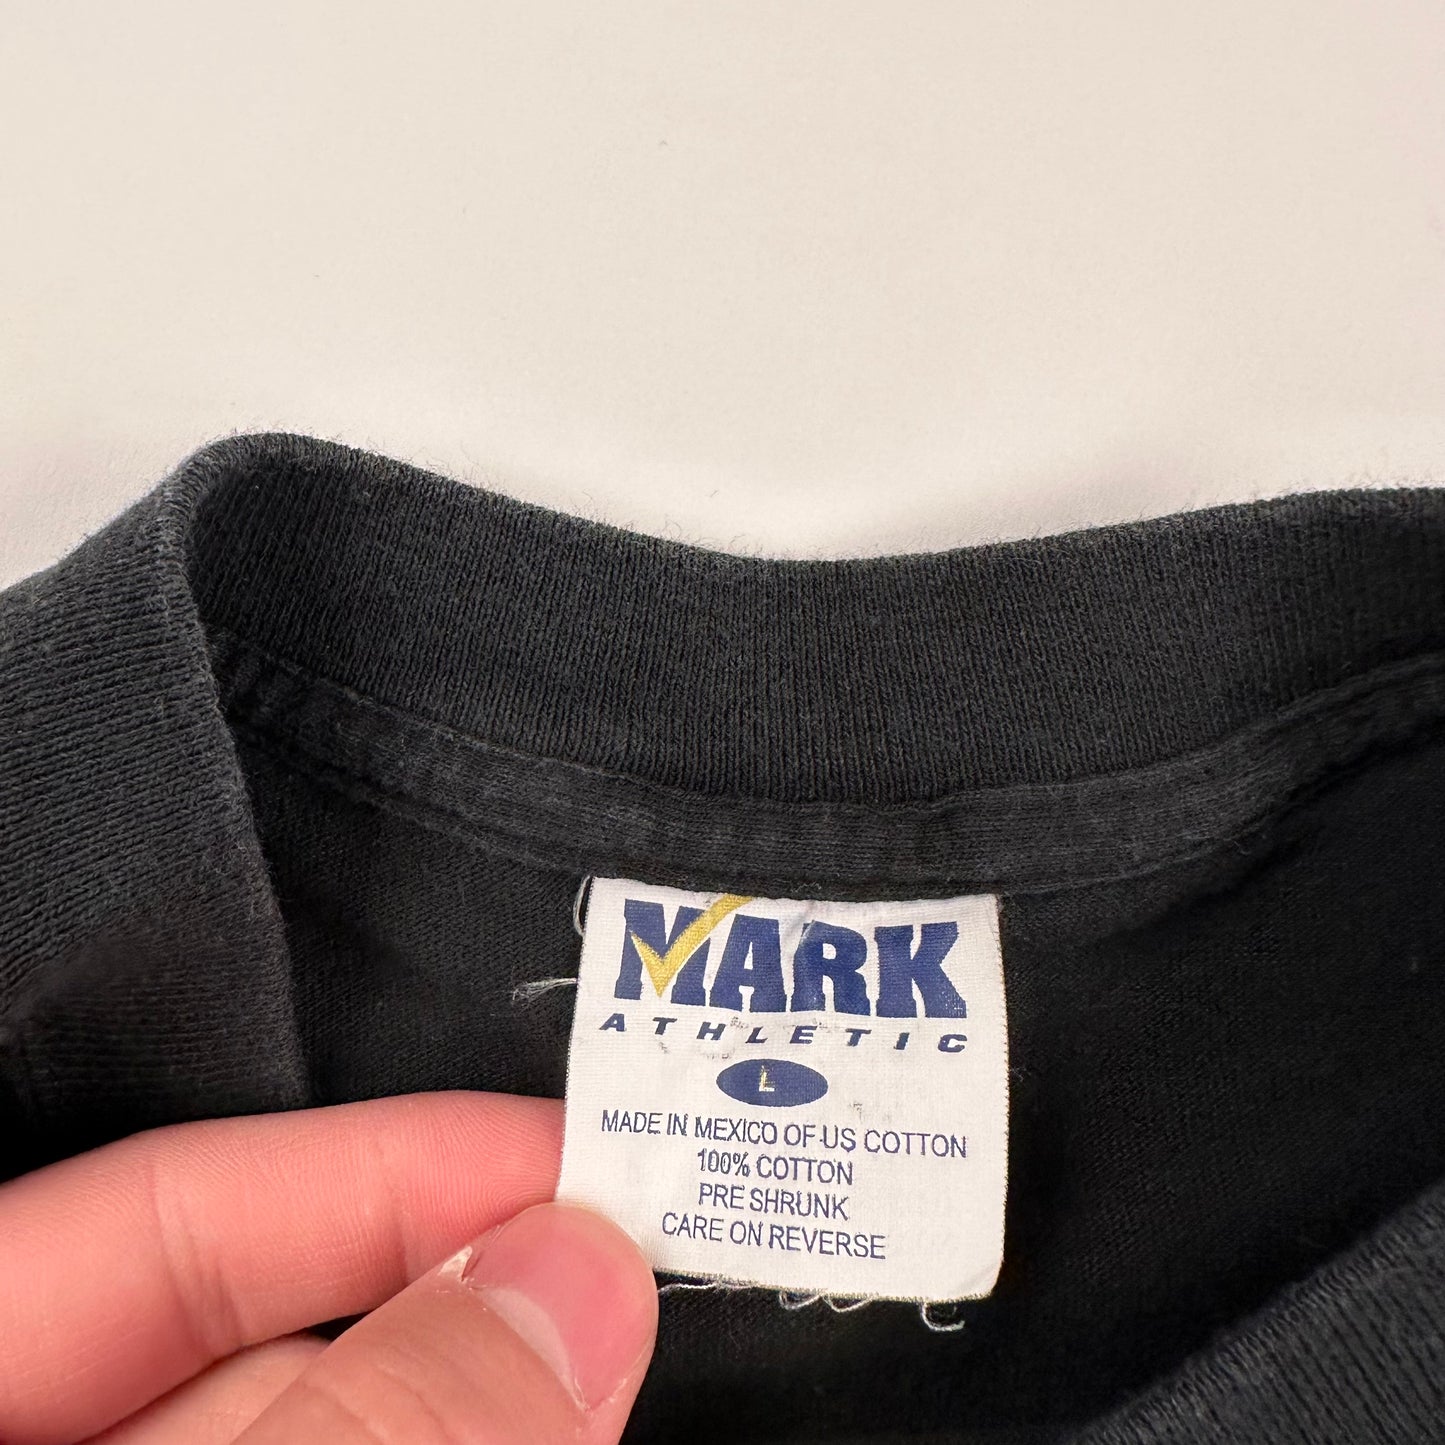 MARK
ATHLETIC
L
MADE IN MEXICO OF US COTTON
100% COTTON
PRE SHRUNK
CARE ON REVERSE